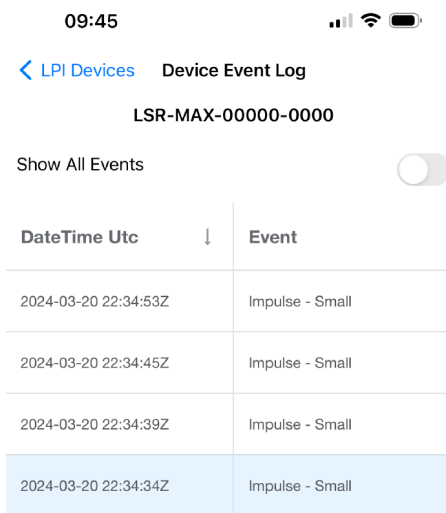 09:45
LPI Devices Device Event Log
LSR-MAX-00000-0000
Show All Events
DateTime Utc ↓ Event
2024-03-20 22:34:53Z Impulse - Small
2024-03-20 22:34:45Z Impulse - Small
2024-03-20 22:34:39Z Impulse - Small
2024-03-20 22:34:34Z Impulse - Small